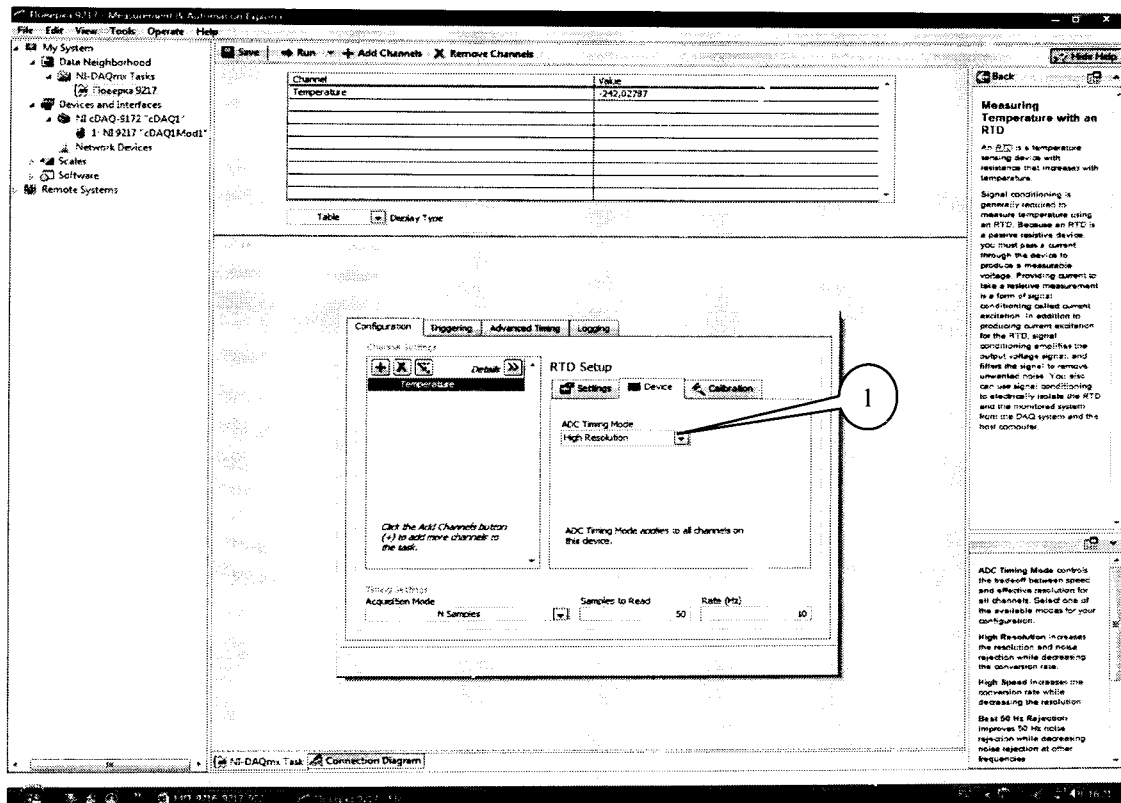 Поверка 9217 - Measurement & Automation Explorer
File Edit View Tools Operate Help
My System
Data Neighborhood
NI-DAQmx Tasks
Поверка 9217
Devices and Interfaces
NI cDAQ-9172 "cDAQ1"
1: NI 9217 "cDAQ1Mod1"
Network Devices
Scales
Software
Remote Systems
Save Run Add Channels Remove Channels Hide Help
Channel Value
Temperature -242,02787
Table Display Type
Configuration Triggering Advanced Timing Logging
Channel Settings
Details
Temperature
Click the Add Channels button
(+) to add more channels to
the task.
RTD Setup
Settings Device Calibration
ADC Timing Mode
High Resolution
1
ADC Timing Mode applies to all channels on
this device.
Timing Settings
Acquisition Mode Samples to Read Rate (Hz)
N Samples 50 10
NI-DAQmx Task Connection Diagram
Back
Measuring
Temperature with an
RTD
An RTD is a temperature
sensing device with
resistance that increases with
temperature.
Signal conditioning is
generally required to
measure temperature using
an RTD. Because an RTD is
a passive resistive device,
you must pass a current
through the device to
produce a measurable
voltage. Providing current to
take a resistive measurement
is a form of signal
conditioning called current
excitation. In addition to
producing current excitation
for the RTD, signal
conditioning amplifies the
output voltage signal, and
filters the signal to remove
unwanted noise. You also
can use signal conditioning
to electrically isolate the RTD
and the monitored system
from the DAQ system and the
host computer.
ADC Timing Mode controls
the tradeoff between speed
and effective resolution for
all channels. Select one of
the available modes for your
configuration.
High Resolution increases
the resolution and noise
rejection while decreasing
the conversion rate.
High Speed increases the
conversion rate while
decreasing the resolution
Best 60 Hz Rejection
improves 50 Hz noise
rejection while decreasing
noise rejection at other
frequencies